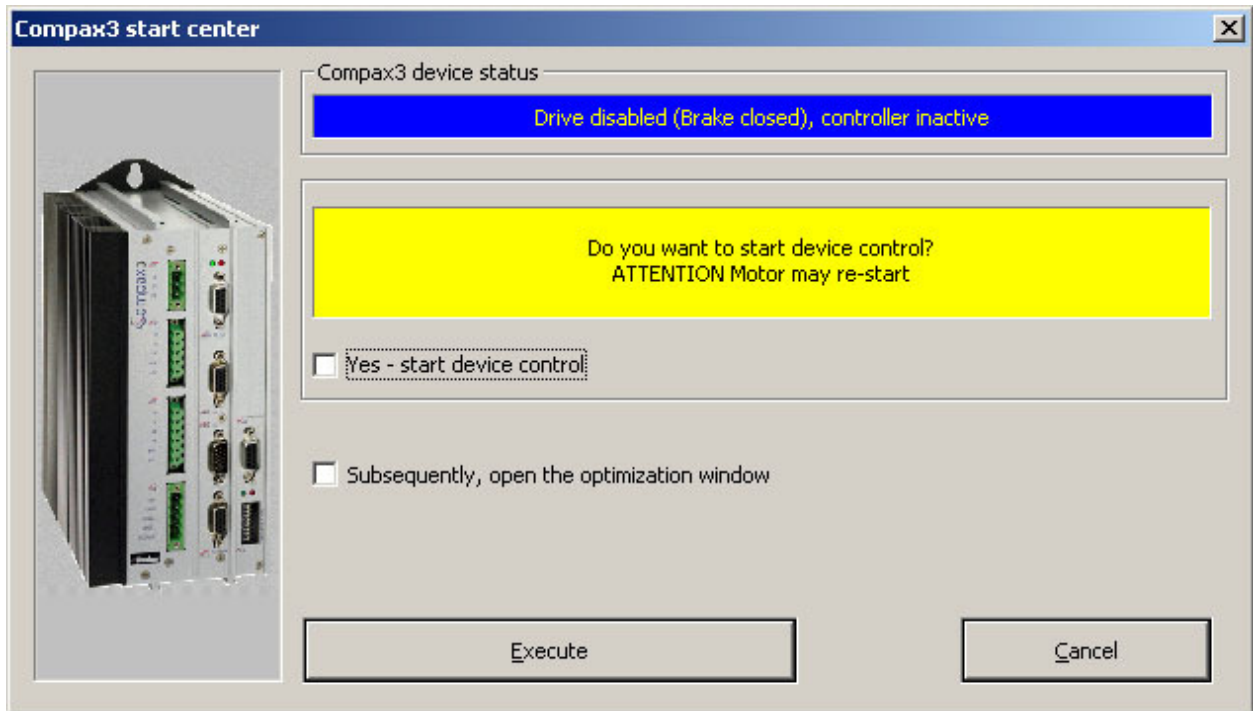 Compax3 start center
Compax3 device status
Drive disabled (Brake closed), controller inactive
Do you want to start device control?
ATTENTION Motor may re-start
Yes - start device control
Subsequently, open the optimization window
Execute
Cancel
Compax3